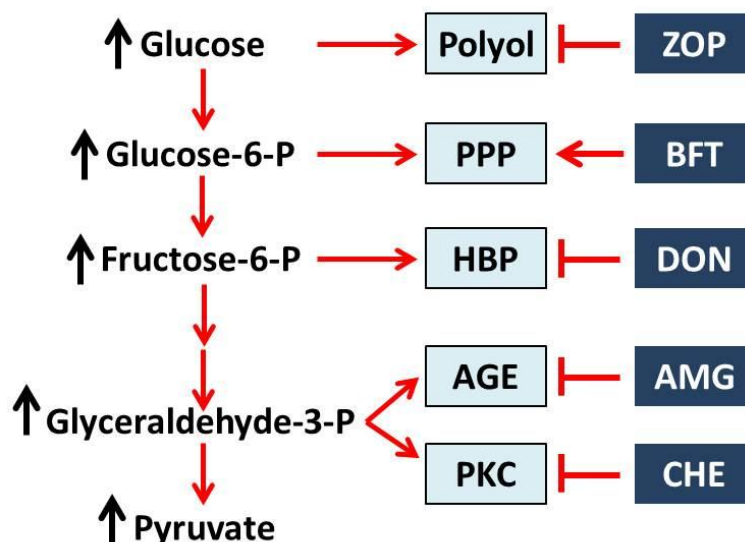 Glucose Polyol ZOP
Glucose-6-P PPP BFT
Fructose-6-P HBP DON
AGE AMG
Glyceraldehyde-3-P
PKC CHE
Pyruvate